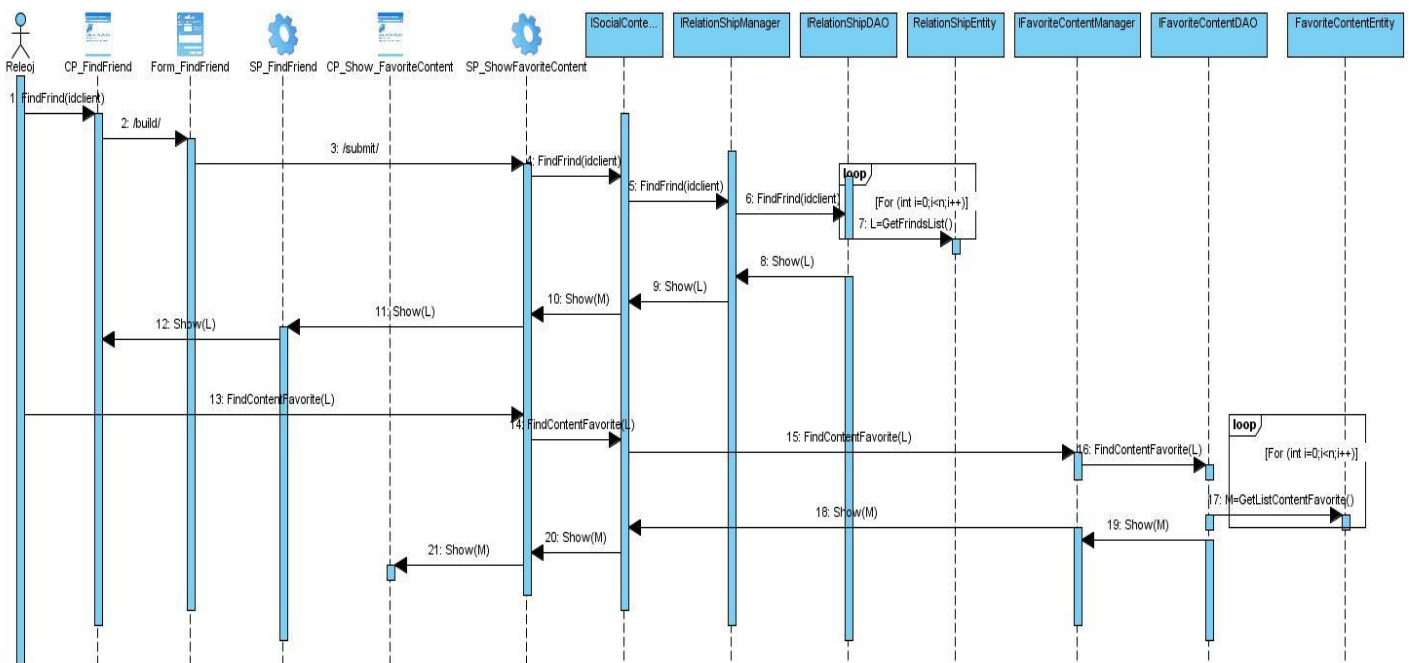 ISocialConte...
IRelationShipManager
IRelationShipDAO
RelationShipEntity
IFavoriteContentManager
IFavoriteContentDAO
FavoriteContentEntity
Releoj
CP_FindFriend
Form_FindFriend
SP_FindFriend
CP_Show_FavoriteContent
SP_ShowFavoriteContent
1: FindFrind(idclient)
2: /build/
3: /submit/
4: FindFrind(idclient)
5: FindFrind(idclient)
6: FindFrind(idclient)
loop
[For (int i=0;i<n;i++)]
7: L=GetFrindsList()
8: Show(L)
9: Show(L)
10: Show(M)
11: Show(L)
12: Show(L)
13: FindContentFavorite(L)
14: FindContentFavorite(L)
15: FindContentFavorite(L)
16: FindContentFavorite(L)
loop
[For (int i=0;i<n;i++)]
17: M=GetListContentFavorite()
18: Show(M)
19: Show(M)
20: Show(M)
21: Show(M)